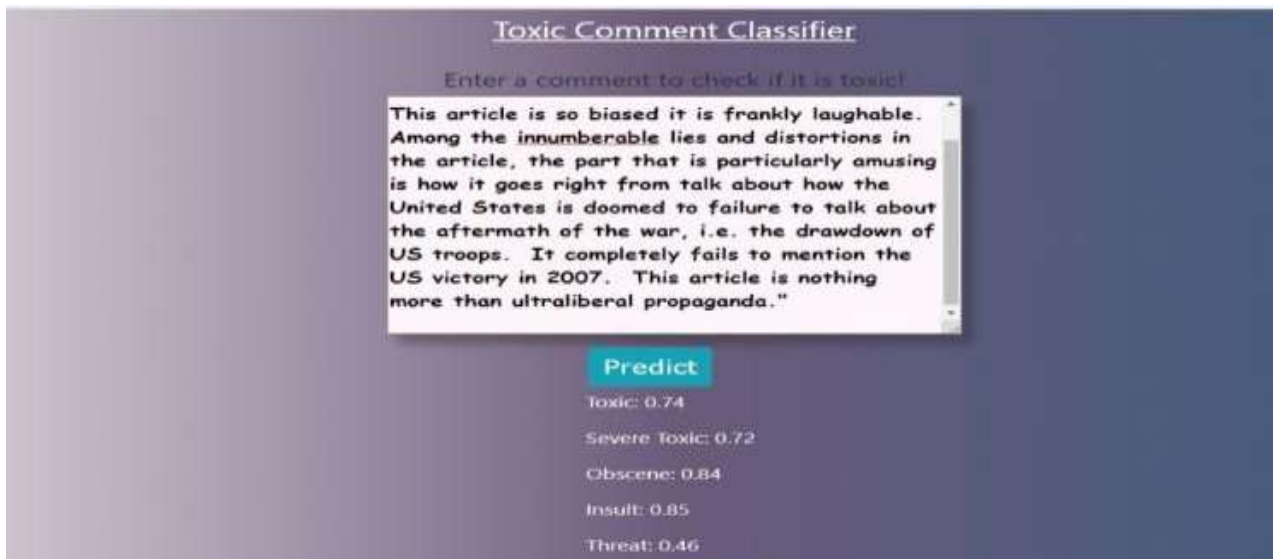 Toxic Comment Classifier
Enter a comment to check if it is toxic!
This article is so biased it is frankly laughable.
Among the innumberable lies and distortions in
the article, the part that is particularly amusing
is how it goes right from talk about how the
United States is doomed to failure to talk about
the aftermath of the war, i.e. the drawdown of
US troops. It completely fails to mention the
US victory in 2007. This article is nothing
more than ultraliberal propaganda."
Predict
Toxic: 0.74
Severe Toxic: 0.72
Obscene: 0.84
Insult: 0.85
Threat: 0.46